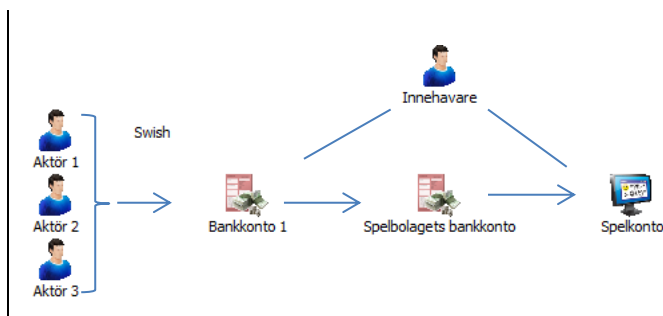 Innehavare
Swish
Aktör 1
Aktör 2
Aktör 3
Bankkonto 1
Spelbolagets bankkonto
Spelkonto